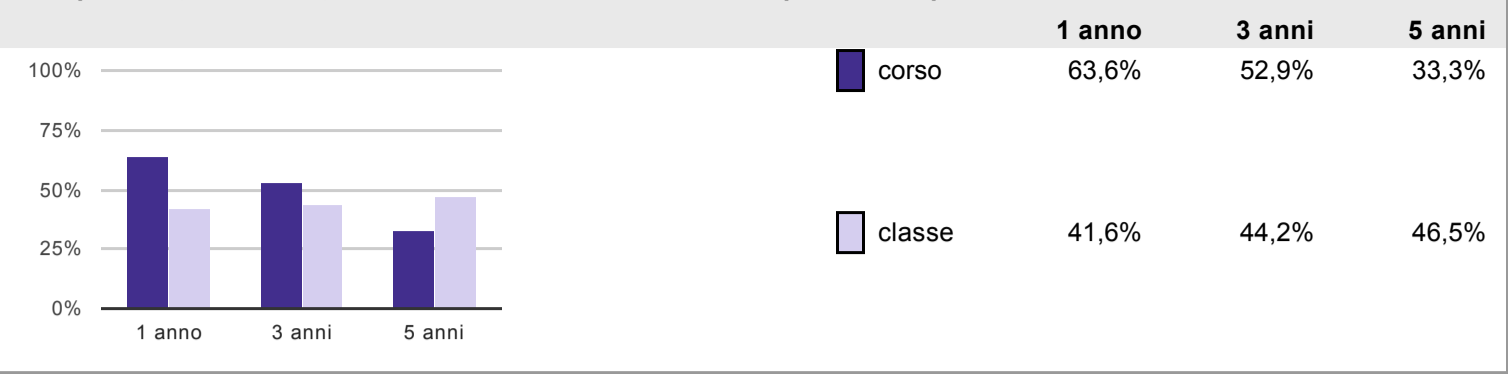 1 anno 3 anni 5 anni
100%
75%
50%
25%
0%
1 anno 3 anni 5 anni
corso 63,6% 52,9% 33,3%
classe 41,6% 44,2% 46,5%